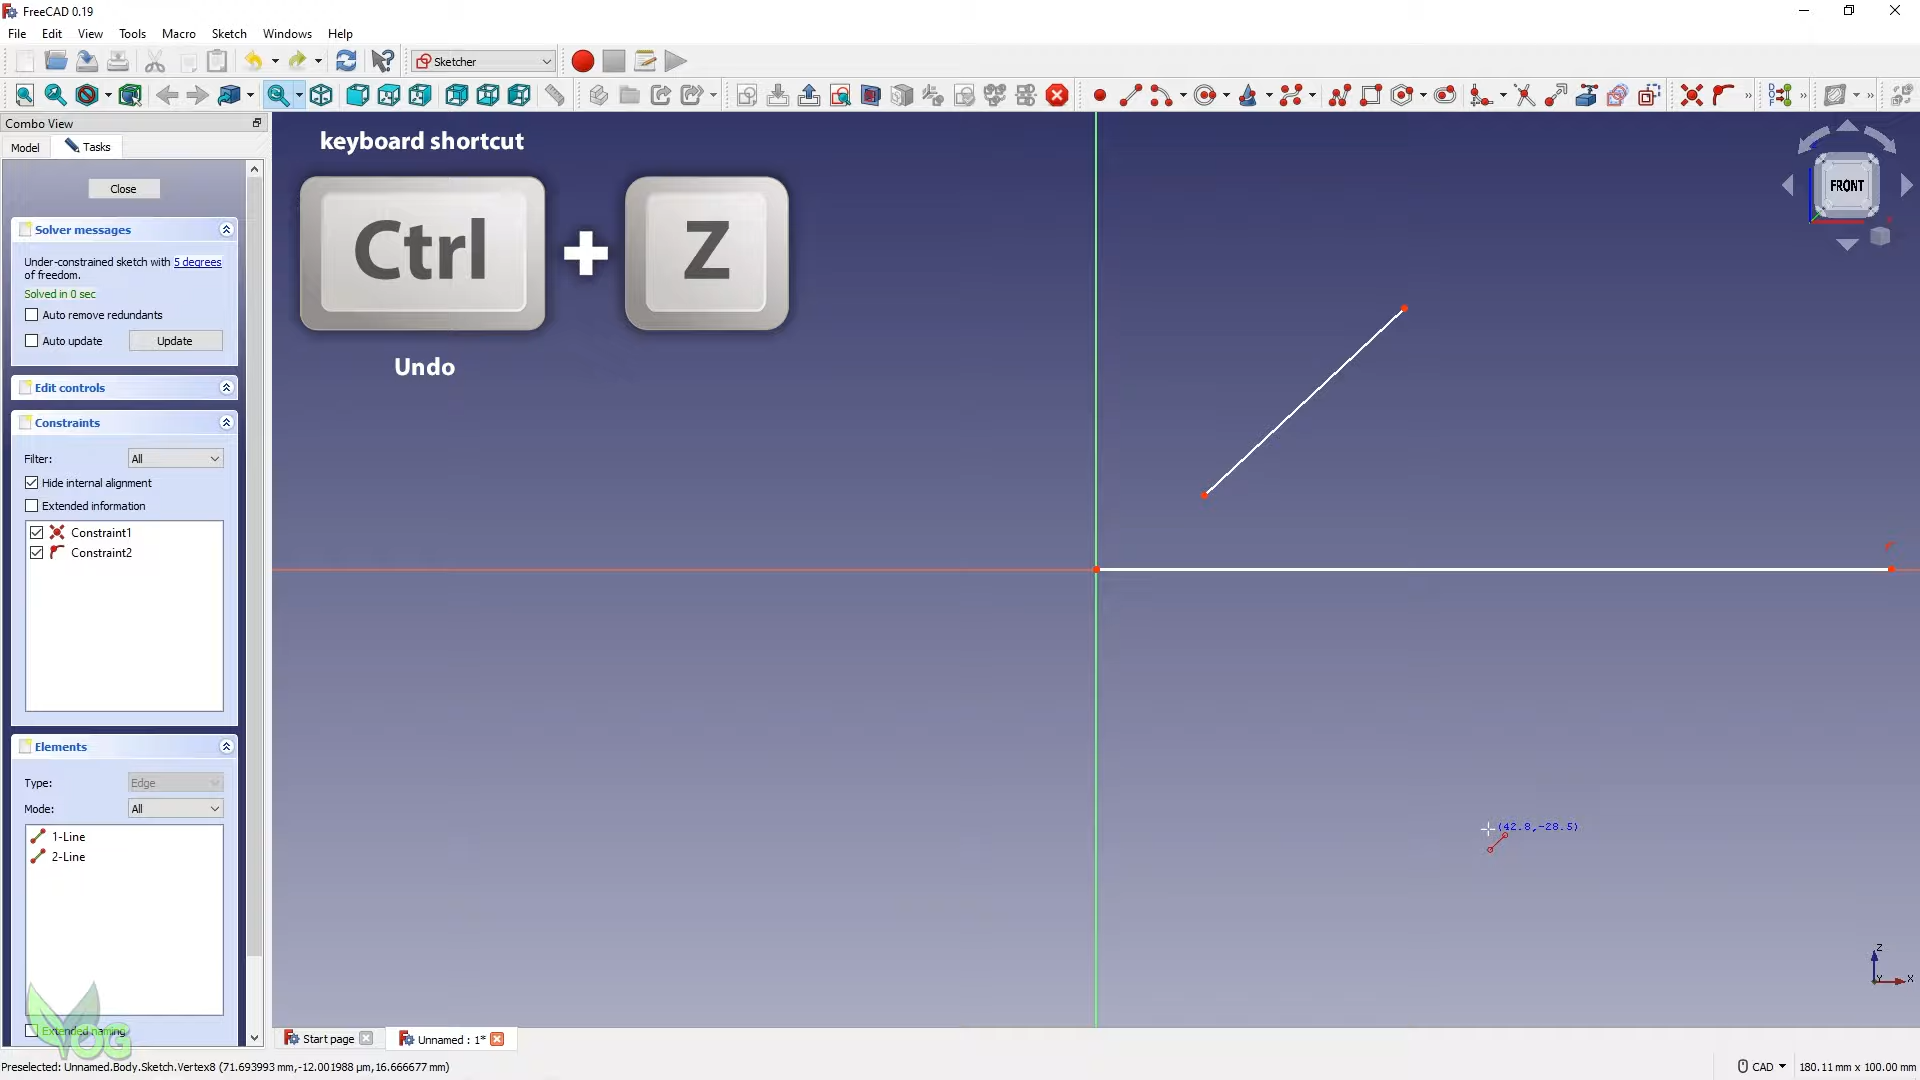 FreeCAD 0.19
File Edit View Tools Macro Sketch Windows Help
Sketcher
Combo View
Model Tasks
Close
Solver messages
Under-constrained sketch with 5 degrees
of freedom.
Solved in 0 sec
Auto remove redundants
Auto update Update
Edit controls
Constraints
Filter: All
Hide internal alignment
Extended information
Constraint1
Constraint2
Elements
Type: Edge
Mode: All
1-Line
2-Line
Extended naming
YOG
keyboard shortcut
Ctrl + Z
Undo
FRONT
(42.8,-28.5)
Z
Y X
Start page Unnamed : 1*
Preselected: Unnamed.Body.Sketch.Vertex8 (71.693993 mm,-12.001988 µm,16.666677 mm)
CAD 180.11 mm x 100.00 mm